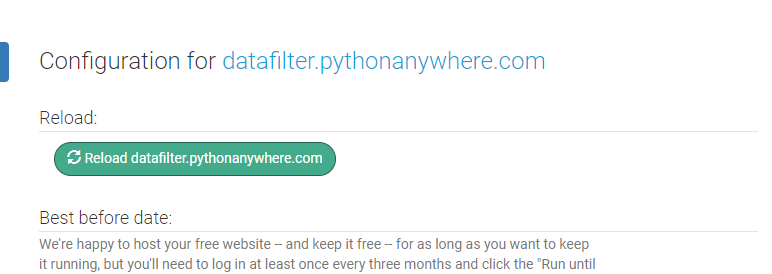 Configuration for datafilter.pythonanywhere.com
Reload:
Reload datafilter.pythonanywhere.com
Best before date:
We're happy to host your free website -- and keep it free -- for as long as you want to keep
it running, but you'll need to log in at least once every three months and click the "Run until